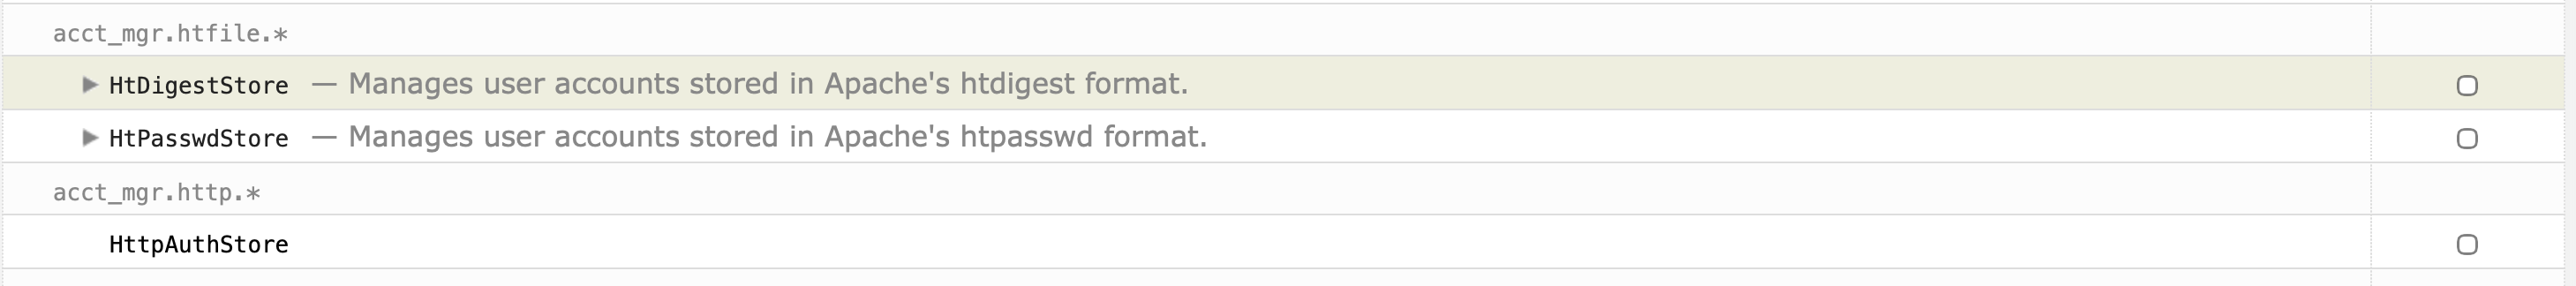 acct_mgr.htfile.*
▶ HtDigestStore — Manages user accounts stored in Apache's htdigest format.
▶ HtPasswdStore — Manages user accounts stored in Apache's htpasswd format.
acct_mgr.http.*
HttpAuthStore